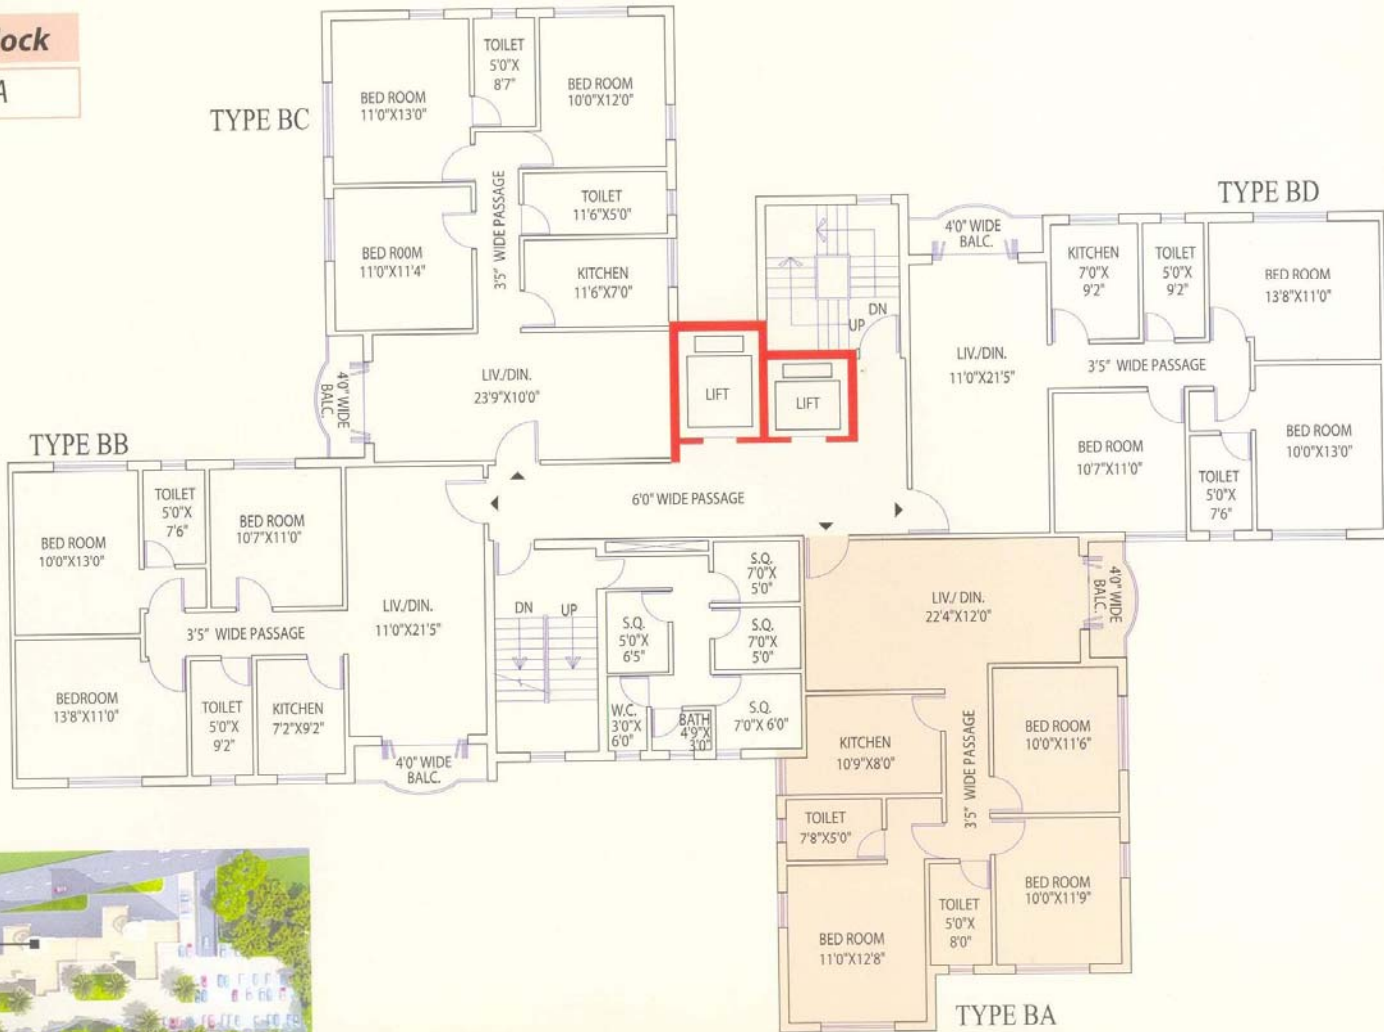 ock
A
TYPE BC
BED ROOM
11'0"X13'0"
TOILET
5'0"X
8'7"
BED ROOM
10'0"X12'0"
3'5" WIDE PASSAGE
TOILET
11'6"X5'0"
BED ROOM
11'0"X11'4"
KITCHEN
11'6"X7'0"
LIV./DIN.
23'9"X10'0"
4'0" WIDE
BALC.
LIFT
LIFT
UP
DN
TYPE BD
4'0" WIDE
BALC.
KITCHEN
7'0"X
9'2"
TOILET
5'0"X
9'2"
BED ROOM
13'8"X11'0"
LIV./DIN.
11'0"X21'5"
3'5" WIDE PASSAGE
BED ROOM
10'7"X11'0"
BED ROOM
10'0"X13'0"
TOILET
5'0"X
7'6"
6'0" WIDE PASSAGE
TYPE BB
BED ROOM
10'0"X13'0"
TOILET
5'0"X
7'6"
BED ROOM
10'7"X11'0"
LIV./DIN.
11'0"X21'5"
3'5" WIDE PASSAGE
BEDROOM
13'8"X11'0"
TOILET
5'0"X
9'2"
KITCHEN
7'2"X9'2"
4'0" WIDE
BALC.
DN
UP
S.Q.
7'0"X
5'0"
S.Q.
5'0"X
6'5"
S.Q.
7'0"X
5'0"
S.Q.
7'0"X 6'0"
W.C.
3'0"X
6'0"
BATH
4'9"X
3'0"
LIV./ DIN.
22'4"X12'0"
4'0" WIDE
BALC.
KITCHEN
10'9"X8'0"
3'5" WIDE PASSAGE
BED ROOM
10'0"X11'6"
TOILET
7'8"X5'0"
BED ROOM
10'0"X11'9"
TOILET
5'0"X
8'0"
BED ROOM
11'0"X12'8"
TYPE BA